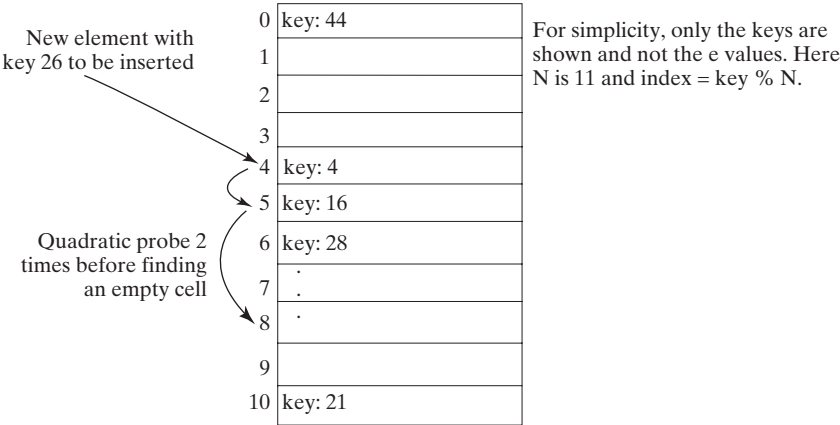 New element with
key 26 to be inserted
0 key: 44
1
2
3
4 key: 4
5 key: 16
6 key: 28
7 .
.
8 .
9
10 key: 21
Quadratic probe 2
times before finding
an empty cell
For simplicity, only the keys are
shown and not the e values. Here
N is 11 and index = key % N.